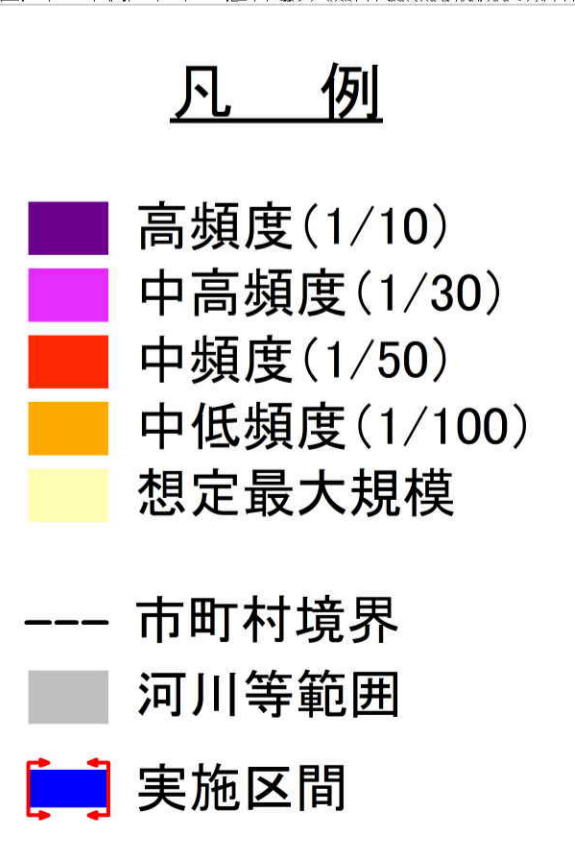 凡 例
高頻度(1/10)
中高頻度(1/30)
中頻度(1/50)
中低頻度(1/100)
想定最大規模
市町村境界
河川等範囲
実施区間